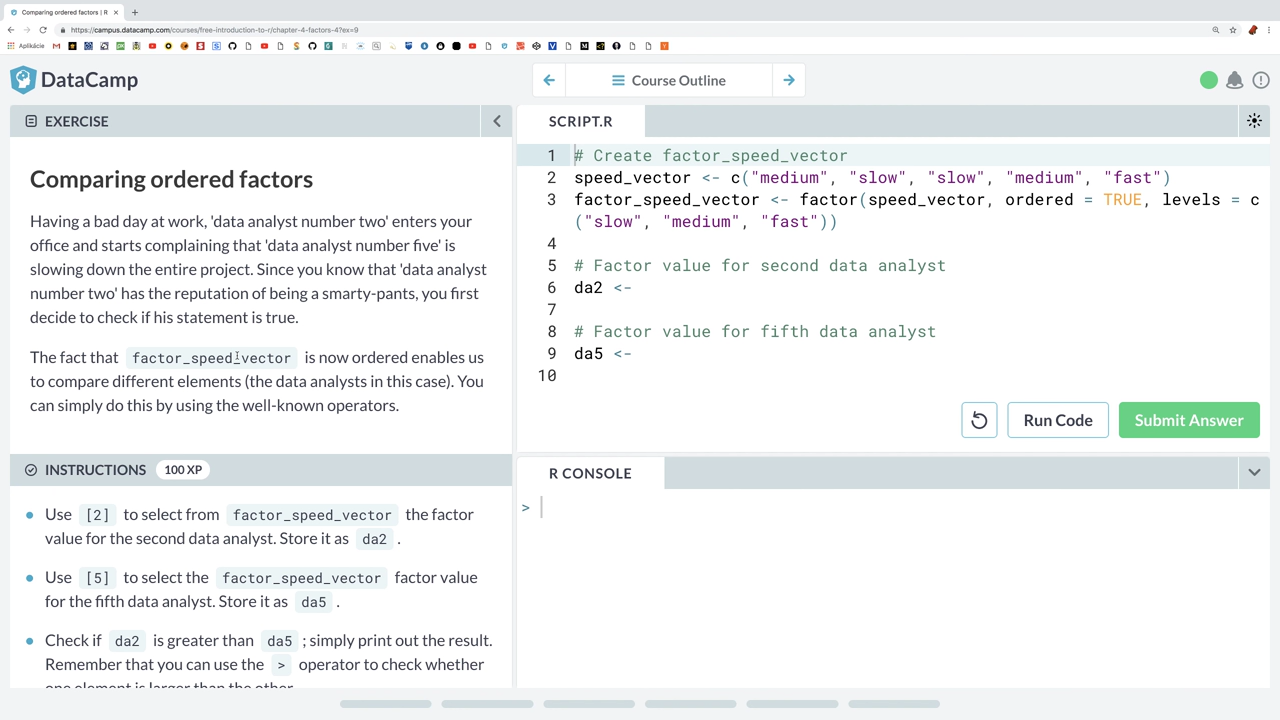 Comparing ordered factors | R
https://campus.datacamp.com/courses/free-introduction-to-r/chapter-4-factors-4?ex=9
Aplikácie
DataCamp
Course Outline
EXERCISE
Comparing ordered factors
Having a bad day at work, 'data analyst number two' enters your
office and starts complaining that 'data analyst number five' is
slowing down the entire project. Since you know that 'data analyst
number two' has the reputation of being a smarty-pants, you first
decide to check if his statement is true.
The fact that factor_speed_vector is now ordered enables us
to compare different elements (the data analysts in this case). You
can simply do this by using the well-known operators.
INSTRUCTIONS 100 XP
Use [2] to select from factor_speed_vector the factor
value for the second data analyst. Store it as da2 .
Use [5] to select the factor_speed_vector factor value
for the fifth data analyst. Store it as da5 .
Check if da2 is greater than da5 ; simply print out the result.
Remember that you can use the > operator to check whether
one element is larger than the other.
SCRIPT.R
1 # Create factor_speed_vector
2 speed_vector <- c("medium", "slow", "slow", "medium", "fast")
3 factor_speed_vector <- factor(speed_vector, ordered = TRUE, levels = c
("slow", "medium", "fast"))
4
5 # Factor value for second data analyst
6 da2 <-
7
8 # Factor value for fifth data analyst
9 da5 <-
10
Run Code
Submit Answer
R CONSOLE
>